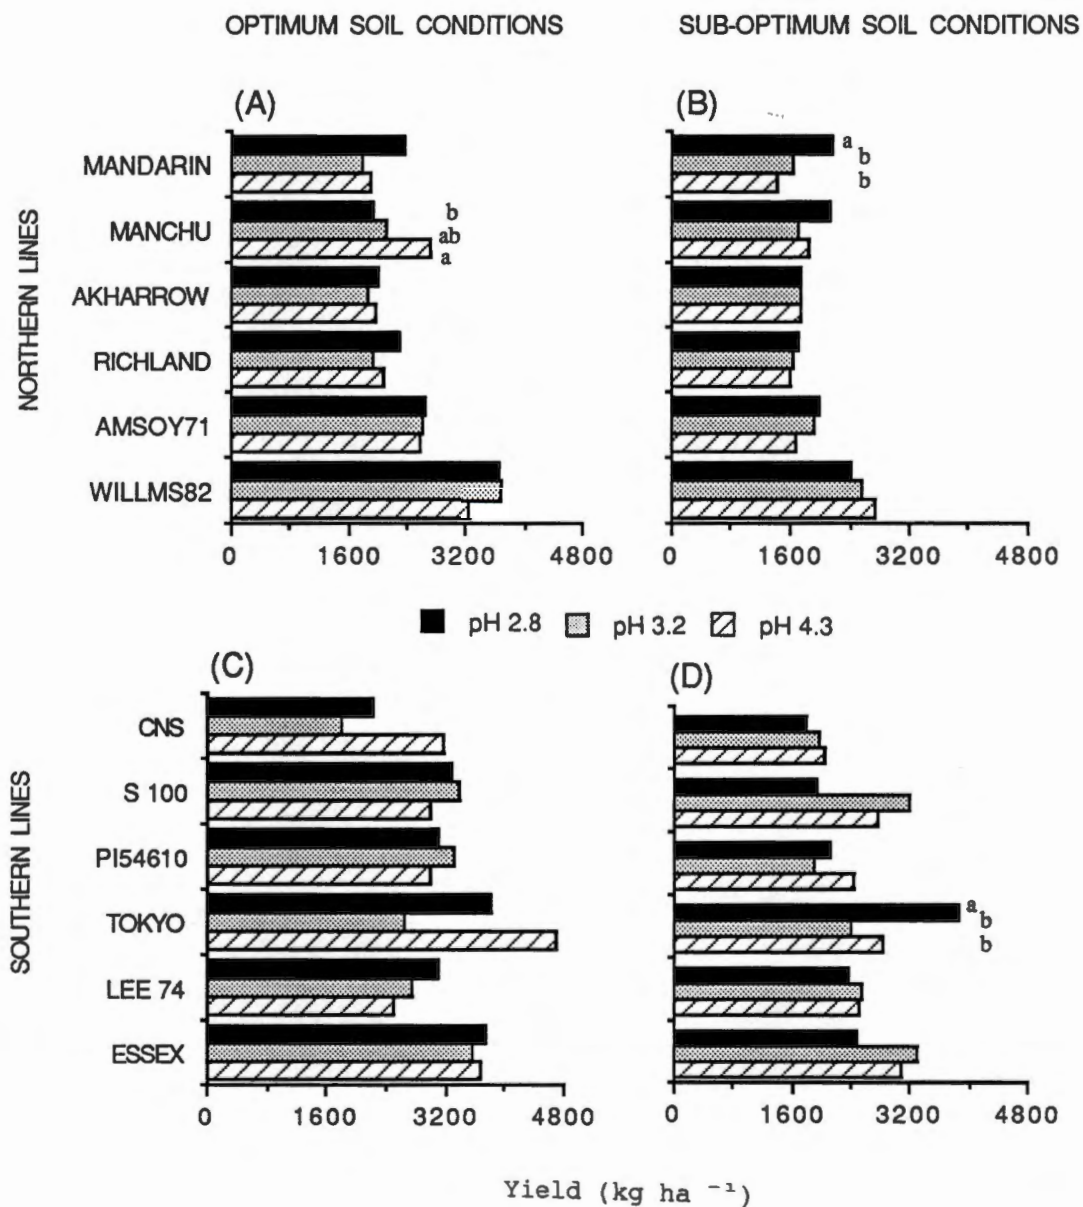 OPTIMUM SOIL CONDITIONS SUB-OPTIMUM SOIL CONDITIONS
(A) (B)
NORTHERN LINES
MANDARIN
MANCHU
AKHARROW
RICHLAND
AMSOY71
WILLMS82
b
ab
a
a
b
b
0 1600 3200 4800 0 1600 3200 4800
pH 2.8 pH 3.2 pH 4.3
(C) (D)
SOUTHERN LINES
CNS
S 100
PI54610
TOKYO
LEE 74
ESSEX
a
b
b
0 1600 3200 4800 0 1600 3200 4800
Yield (kg ha ⁻¹)